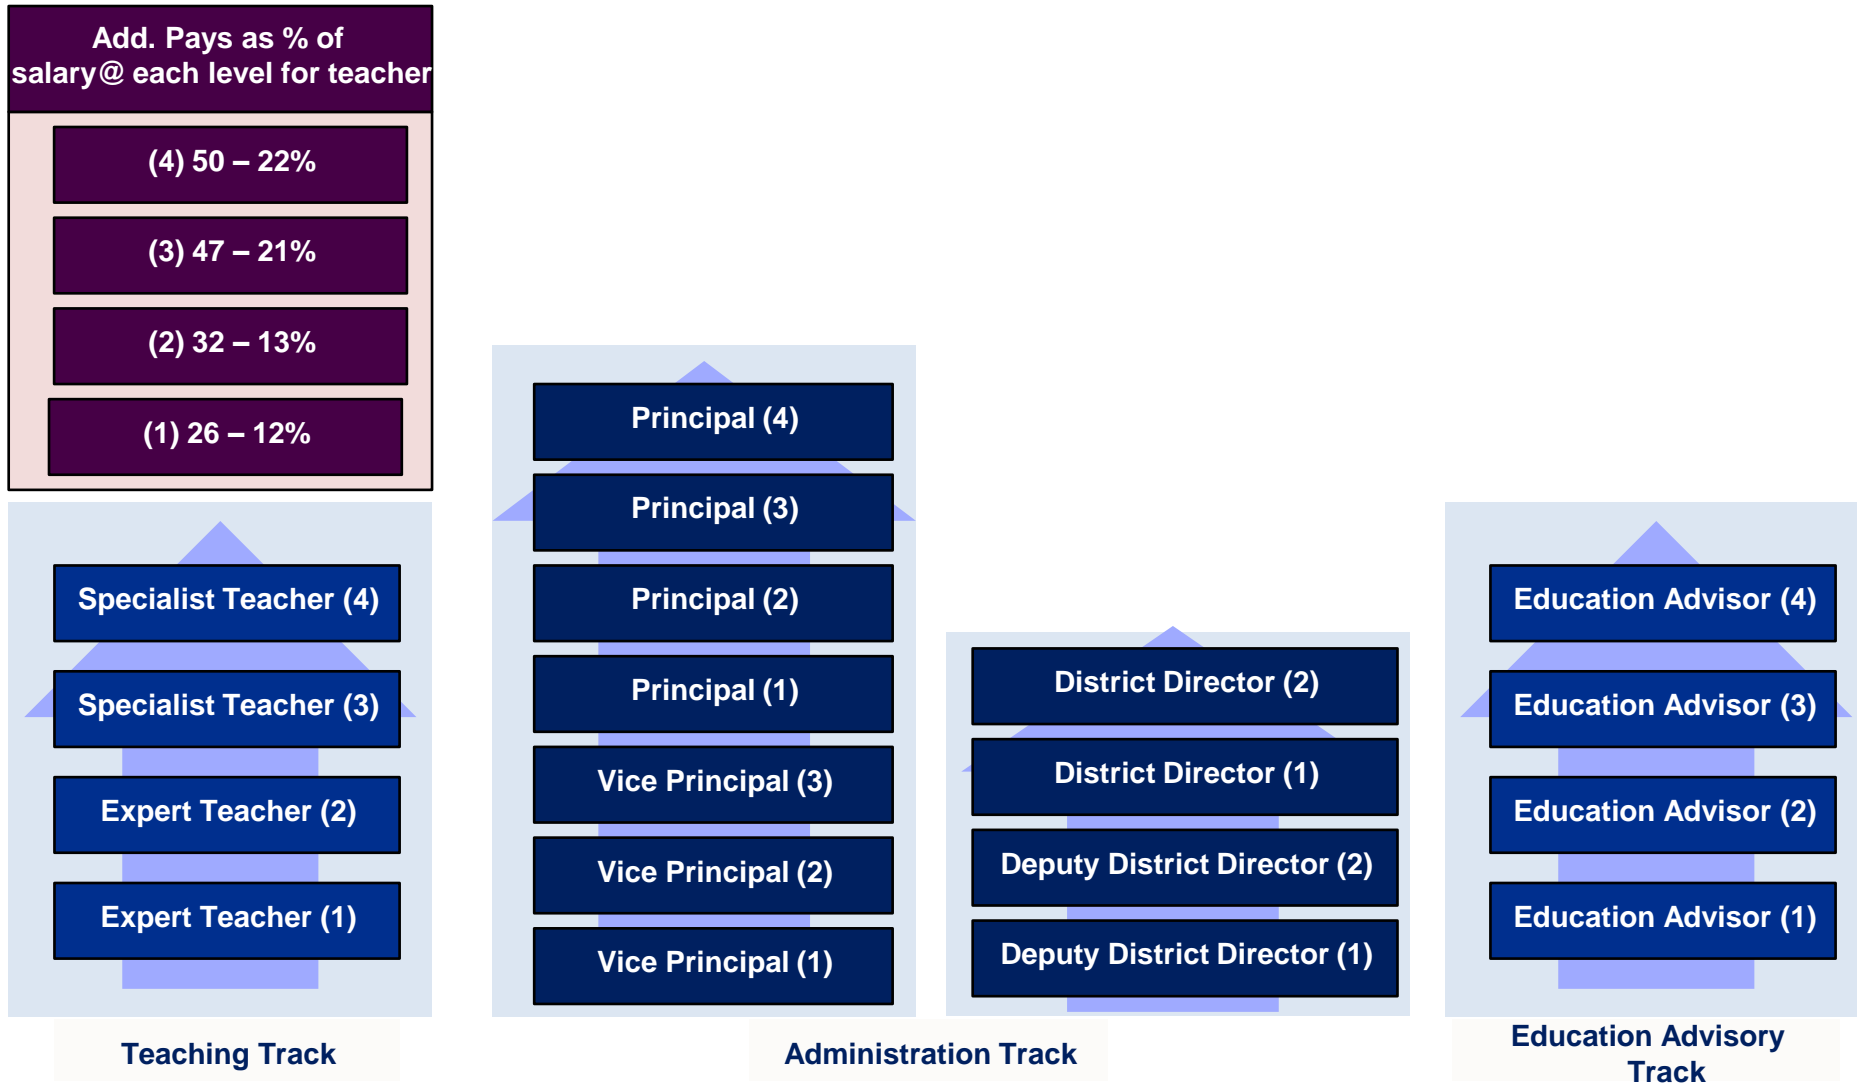 Add. Pays as % of
salary@ each level for teacher
(4) 50 – 22%
(3) 47 – 21%
(2) 32 – 13%
(1) 26 – 12%
Specialist Teacher (4)
Specialist Teacher (3)
Expert Teacher (2)
Expert Teacher (1)
Teaching Track
Principal (4)
Principal (3)
Principal (2)
Principal (1)
Vice Principal (3)
Vice Principal (2)
Vice Principal (1)
District Director (2)
District Director (1)
Deputy District Director (2)
Deputy District Director (1)
Administration Track
Education Advisor (4)
Education Advisor (3)
Education Advisor (2)
Education Advisor (1)
Education Advisory
Track